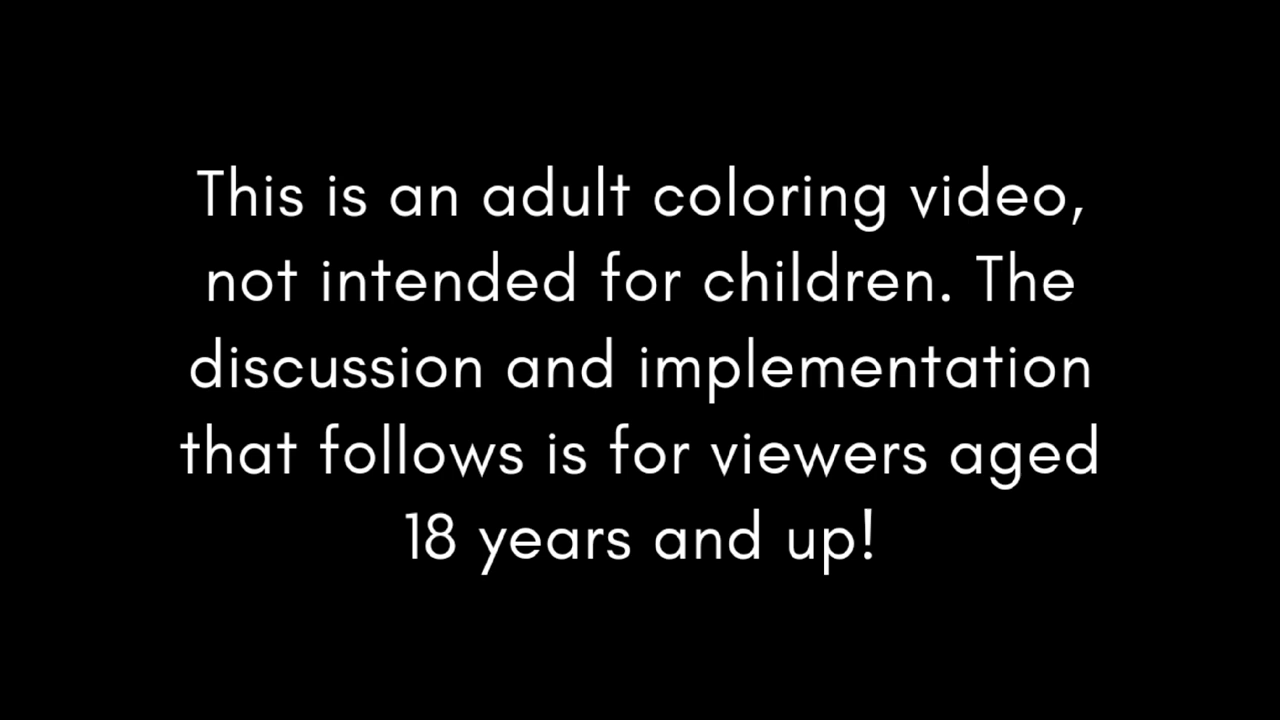 This is an adult coloring video,
not intended for children. The
discussion and implementation
that follows is for viewers aged
18 years and up!